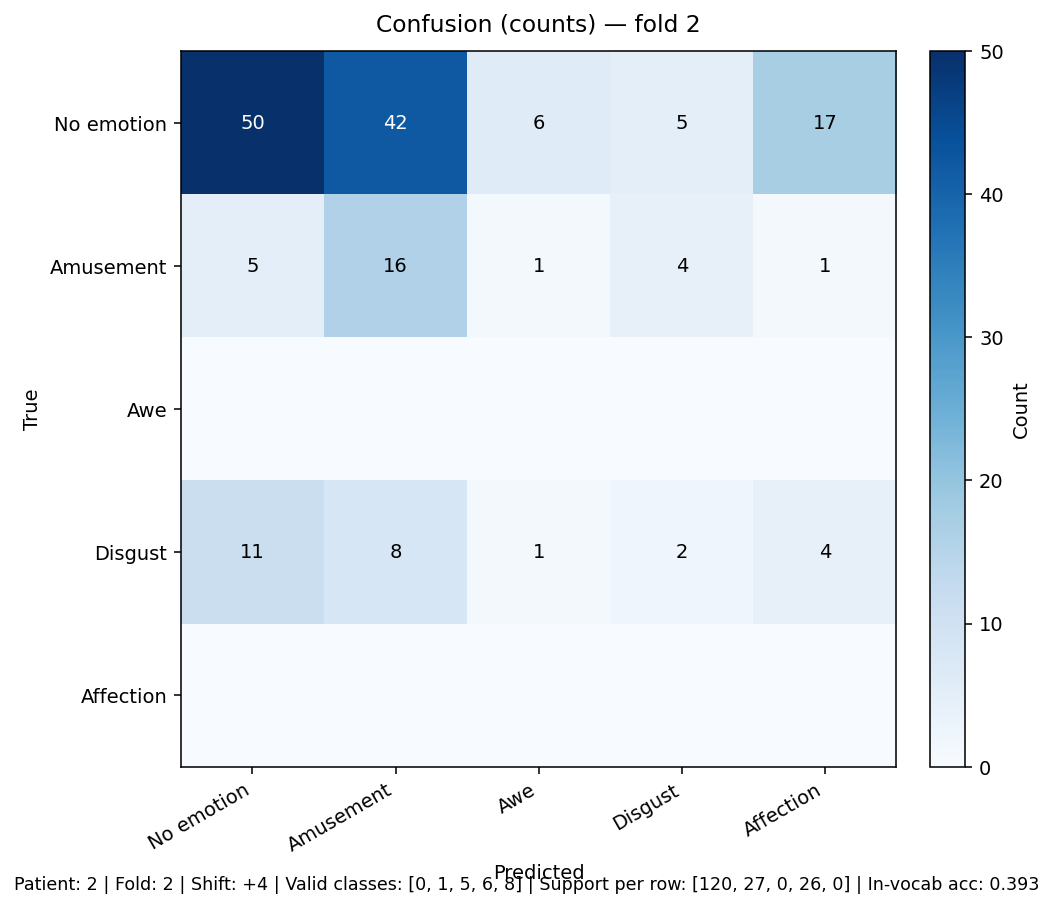 Confusion (counts) — fold 2
50
No emotion
50
42
6
5
17
40
Amusement
5
16
1
4
1
30
True
Awe
Count
20
Disgust
11
8
1
2
4
10
Affection
0
No emotion
Amusement
Awe
Disgust
Affection
Predicted
Patient: 2 | Fold: 2 | Shift: +4 | Valid classes: [0, 1, 5, 6, 8] | Support per row: [120, 27, 0, 26, 0] | In-vocab acc: 0.393